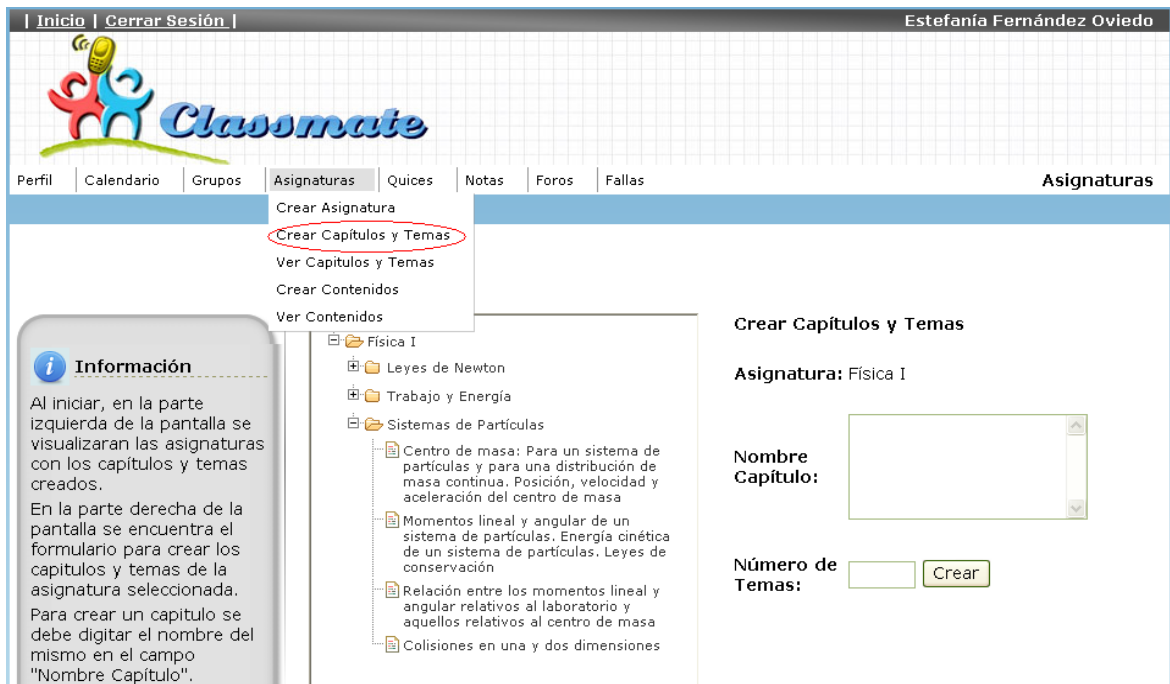 | Inicio | Cerrar Sesión |
Estefanía Fernández Oviedo
Classmate
Perfil Calendario Grupos Asignaturas Quices Notas Foros Fallas
Asignaturas
Crear Asignatura
Crear Capítulos y Temas
Ver Capitulos y Temas
Crear Contenidos
Ver Contenidos
Información
Al iniciar, en la parte
izquierda de la pantalla se
visualizaran las asignaturas
con los capítulos y temas
creados.
En la parte derecha de la
pantalla se encuentra el
formulario para crear los
capitulos y temas de la
asignatura seleccionada.
Para crear un capitulo se
debe digitar el nombre del
mismo en el campo
"Nombre Capítulo".
Física I
Leyes de Newton
Trabajo y Energía
Sistemas de Partículas
Centro de masa: Para un sistema de
partículas y para una distribución de
masa continua. Posición, velocidad y
aceleración del centro de masa
Momentos lineal y angular de un
sistema de partículas. Energía cinética
de un sistema de partículas. Leyes de
conservación
Relación entre los momentos lineal y
angular relativos al laboratorio y
aquellos relativos al centro de masa
Colisiones en una y dos dimensiones
Crear Capítulos y Temas
Asignatura: Física I
Nombre
Capítulo:
Número de
Temas:
Crear